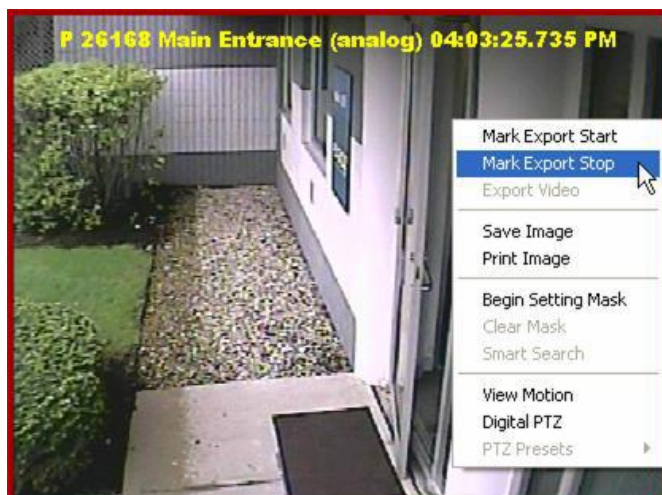 P 26168 Main Entrance (analog) 04:03:25.735 PM
Mark Export Start
Mark Export Stop
Export Video
Save Image
Print Image
Begin Setting Mask
Clear Mask
Smart Search
View Motion
Digital PTZ
PTZ Presets